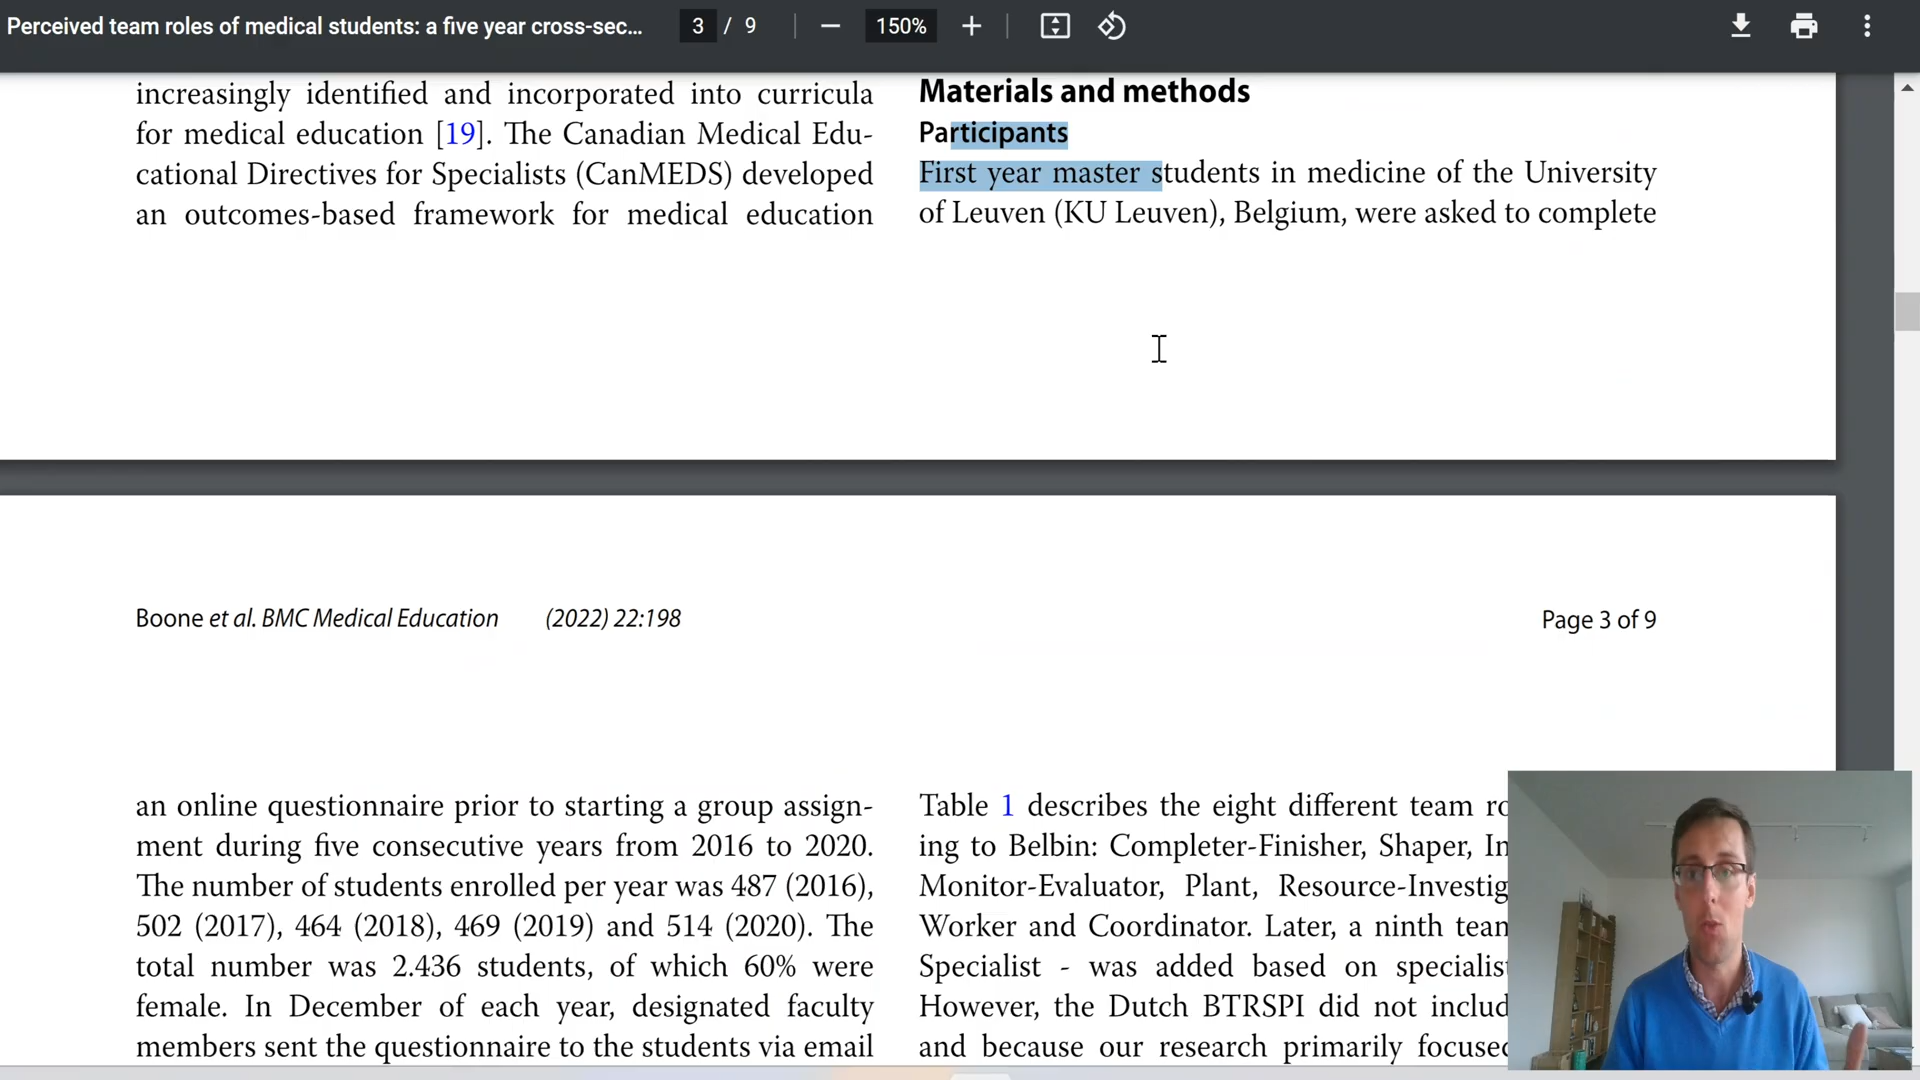 Perceived team roles of medical students: a five year cross-sec...
3 / 9
150%
increasingly identified and incorporated into curricula
for medical education [19]. The Canadian Medical Edu-
cational Directives for Specialists (CanMEDS) developed
an outcomes-based framework for medical education
Materials and methods
Participants
First year master students in medicine of the University
of Leuven (KU Leuven), Belgium, were asked to complete
Boone et al. BMC Medical Education (2022) 22:198
Page 3 of 9
an online questionnaire prior to starting a group assign-
ment during five consecutive years from 2016 to 2020.
The number of students enrolled per year was 487 (2016),
502 (2017), 464 (2018), 469 (2019) and 514 (2020). The
total number was 2.436 students, of which 60% were
female. In December of each year, designated faculty
members sent the questionnaire to the students via email
Table 1 describes the eight different team ro
ing to Belbin: Completer-Finisher, Shaper, In
Monitor-Evaluator, Plant, Resource-Investig
Worker and Coordinator. Later, a ninth tean
Specialist - was added based on specialist
However, the Dutch BTRSPI did not includ
and because our research primarily focused